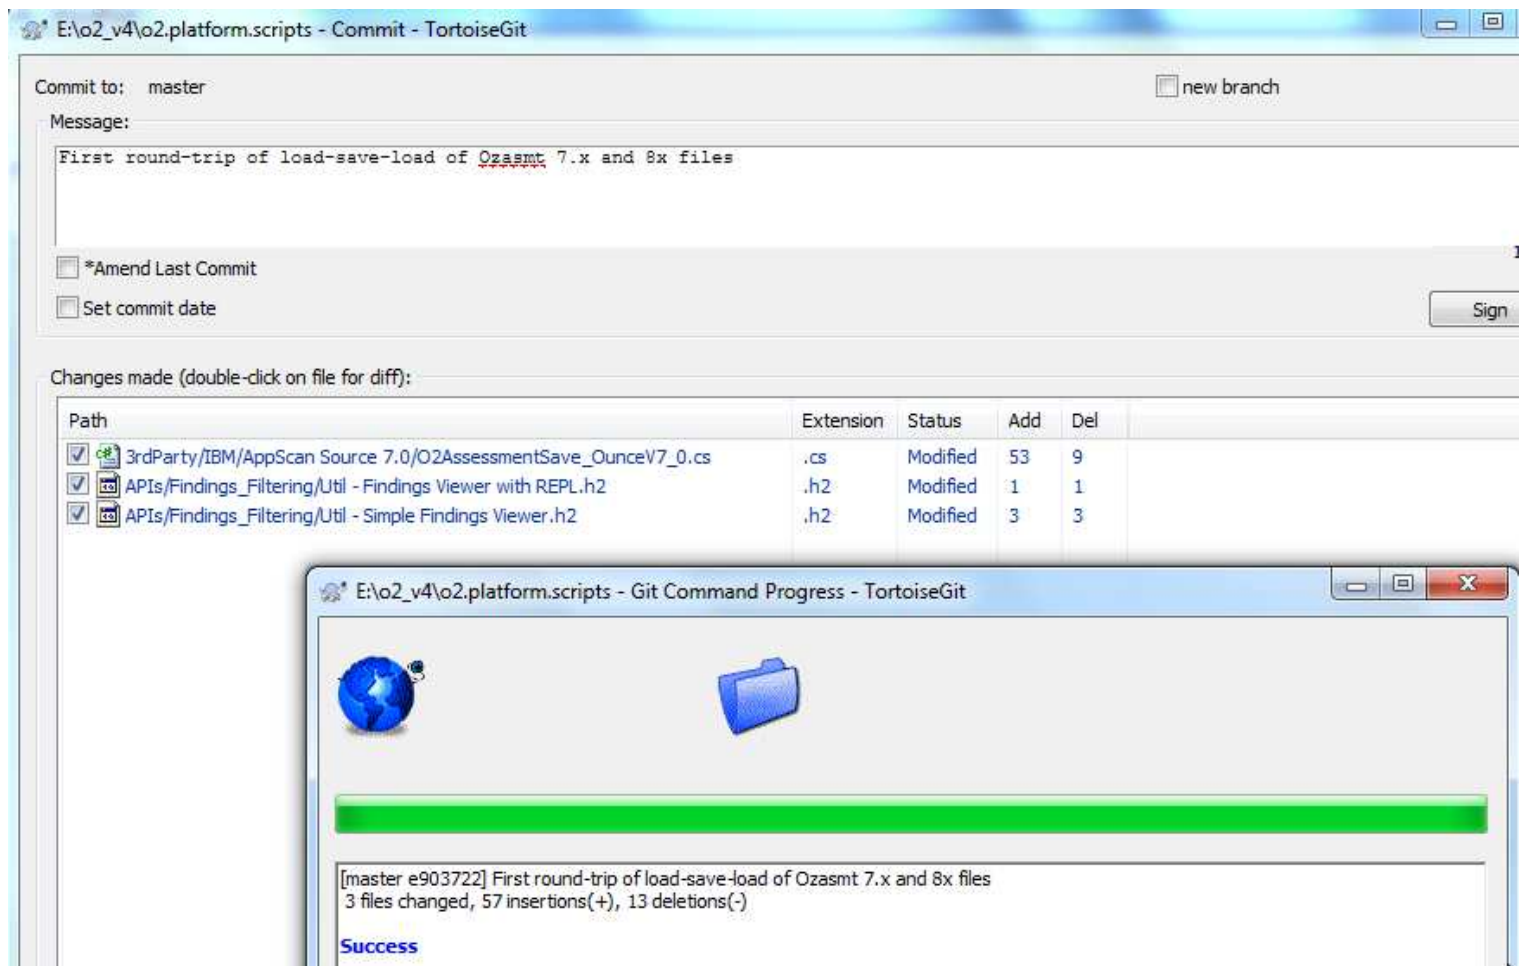 E:\o2_v4\o2.platform.scripts - Commit - TortoiseGit
Commit to: master
new branch
Message:
First round-trip of load-save-load of Ozasmt 7.x and 8x files
1
*Amend Last Commit
Set commit date
Sign
Changes made (double-click on file for diff):
Path Extension Status Add Del
3rdParty/IBM/AppScan Source 7.0/O2AssessmentSave_OunceV7_0.cs .cs Modified 53 9
APIs/Findings_Filtering/Util - Findings Viewer with REPL.h2 .h2 Modified 1 1
APIs/Findings_Filtering/Util - Simple Findings Viewer.h2 .h2 Modified 3 3
E:\o2_v4\o2.platform.scripts - Git Command Progress - TortoiseGit
[master e903722] First round-trip of load-save-load of Ozasmt 7.x and 8x files
3 files changed, 57 insertions(+), 13 deletions(-)
Success